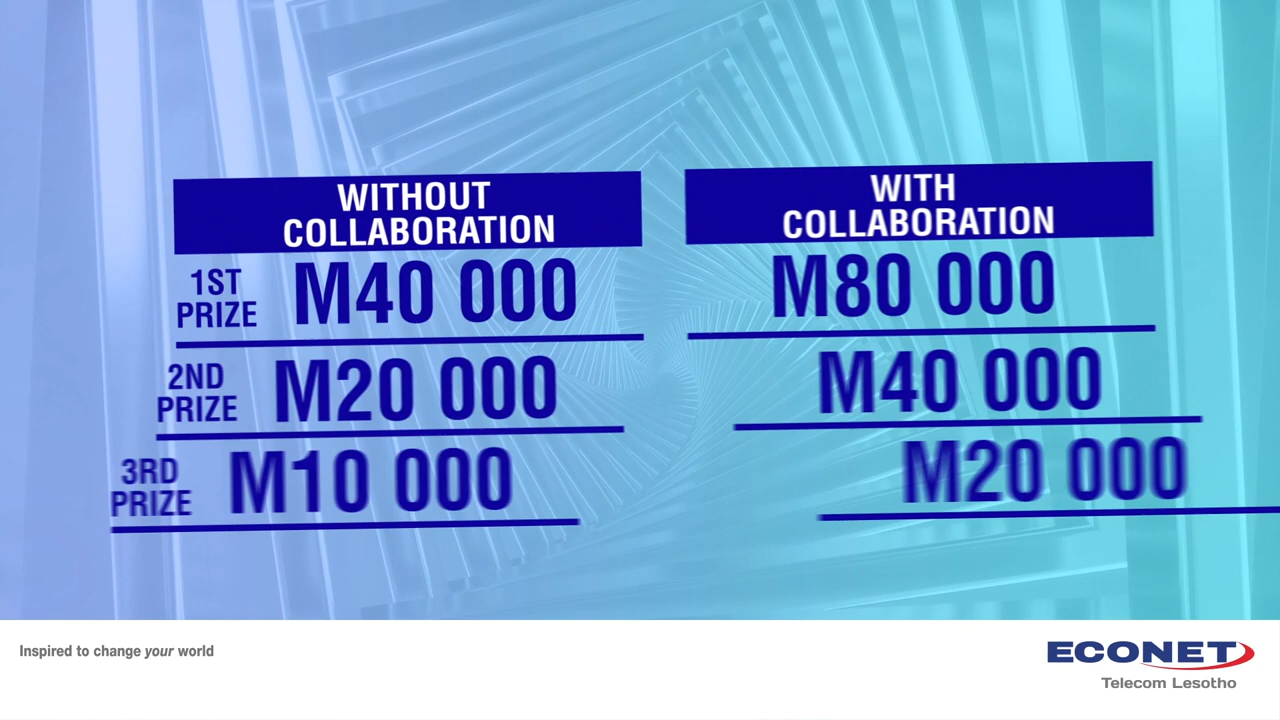 WITHOUT
COLLABORATION
1ST
PRIZE
M40 000
2ND
PRIZE
M20 000
3RD
PRIZE
M10 000
WITH
COLLABORATION
M80 000
M40 000
M20 000
Inspired to change your world
ECONET
Telecom Lesotho